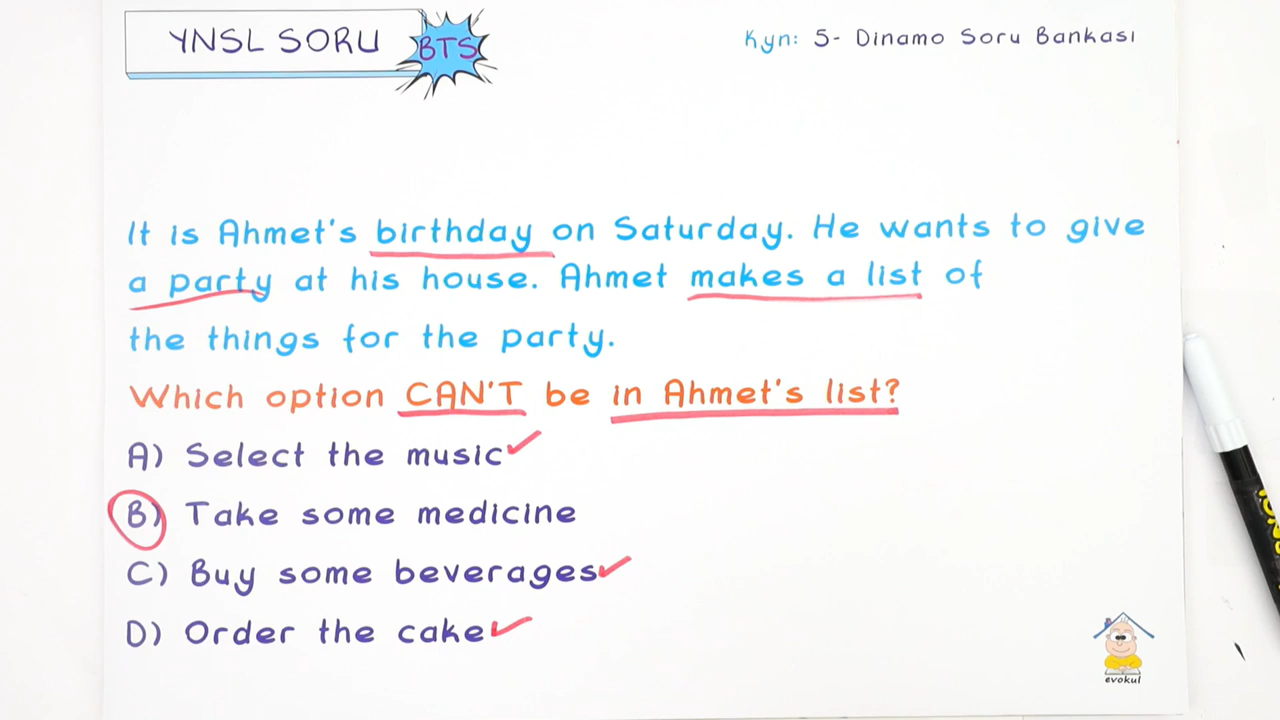 YNSL SORU
BTS
Kyn: 5- Dinamo Soru Bankası
It is Ahmet's birthday on Saturday. He wants to give
a party at his house. Ahmet makes a list of
the things for the party.
Which option CAN'T be in Ahmet's list?
A) Select the music
B) Take some medicine
C) Buy some beverages
D) Order the cake
evokul